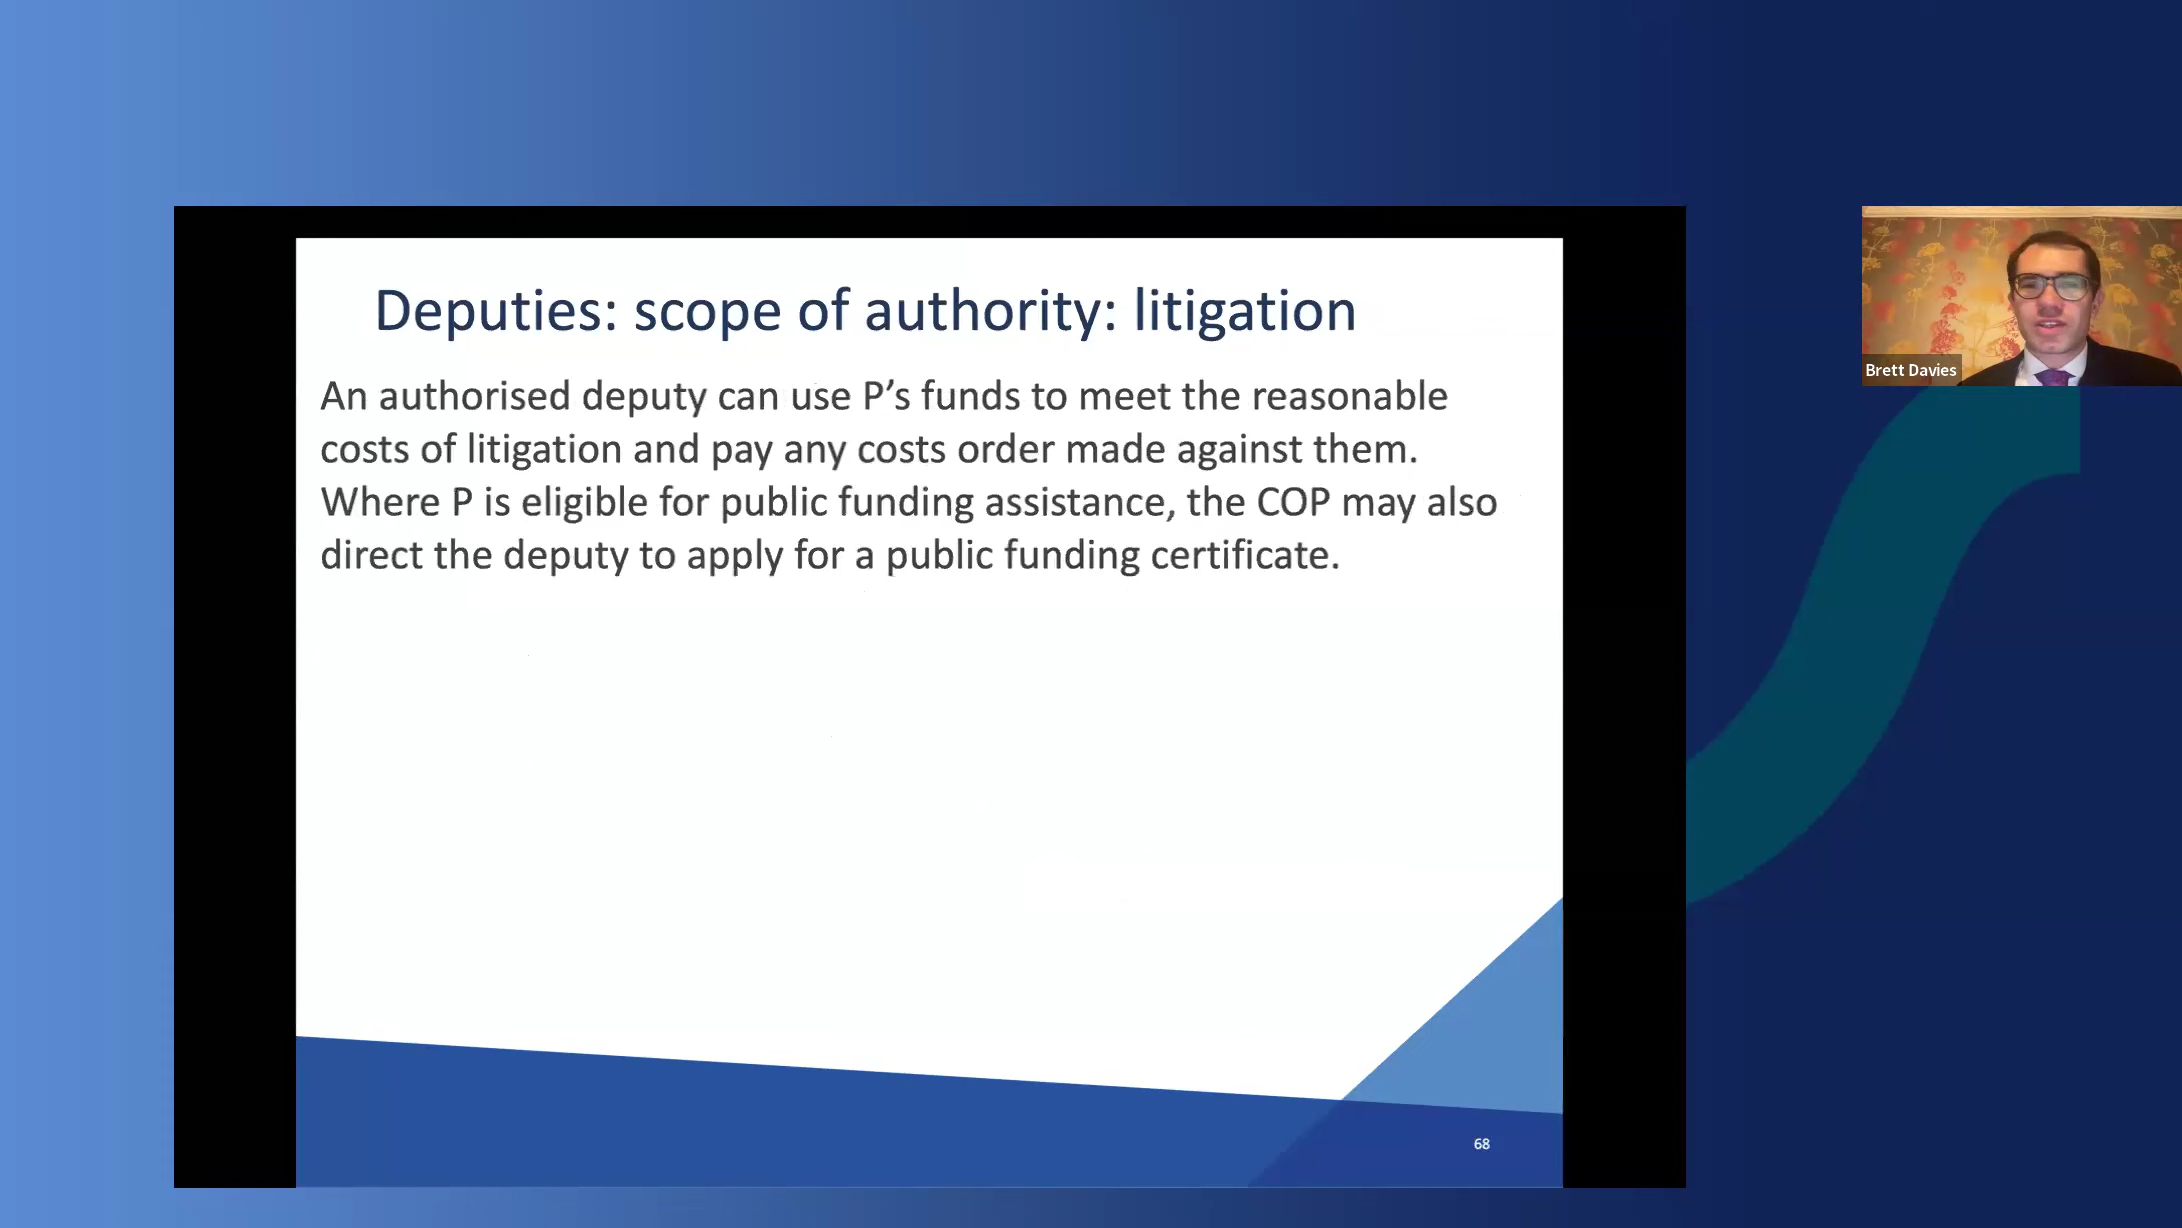 Deputies: scope of authority: litigation
An authorised deputy can use P’s funds to meet the reasonable
costs of litigation and pay any costs order made against them.
Where P is eligible for public funding assistance, the COP may also
direct the deputy to apply for a public funding certificate.
68
Brett Davies